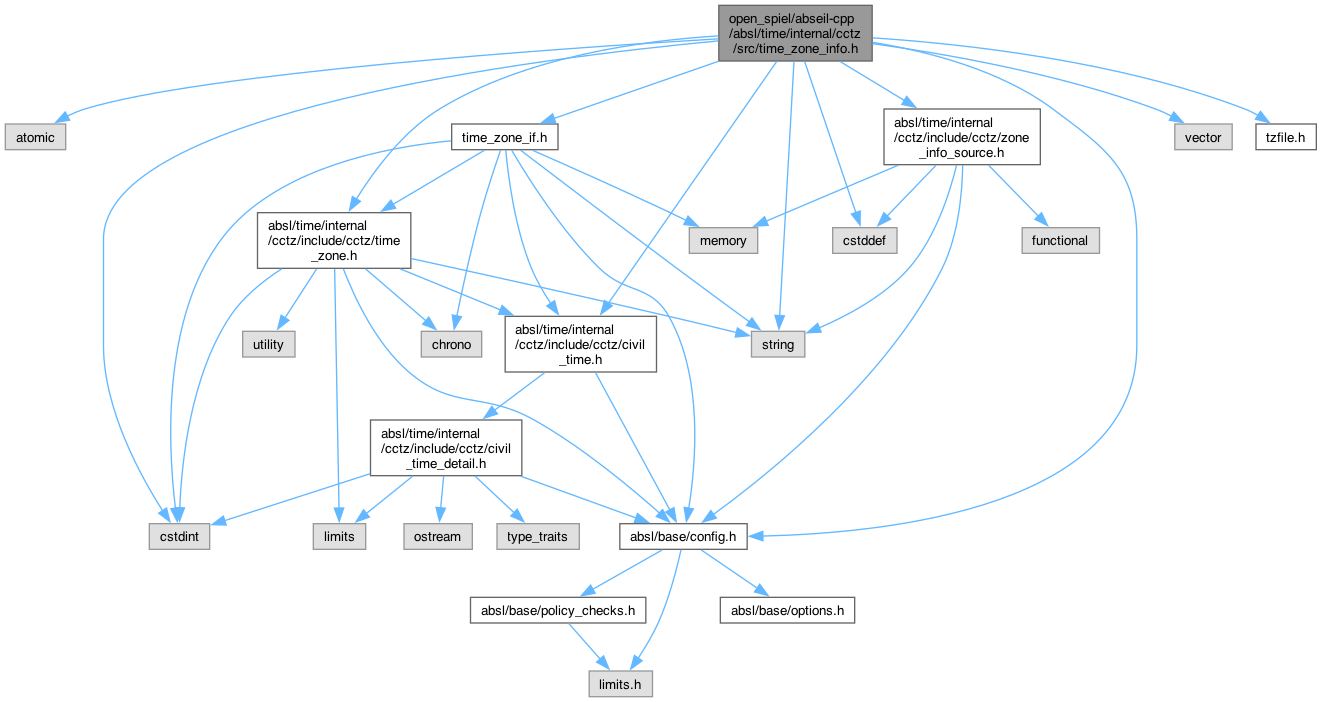 open_spiel/abseil-cpp
/absl/time/internal/cctz
/src/time_zone_info.h
atomic
time_zone_if.h
absl/time/internal
/cctz/include/cctz/zone
_info_source.h
vector
tzfile.h
absl/time/internal
/cctz/include/cctz/time
_zone.h
memory
cstddef
functional
utility
chrono
absl/time/internal
/cctz/include/cctz/civil
_time.h
string
absl/time/internal
/cctz/include/cctz/civil
_time_detail.h
cstdint
limits
ostream
type_traits
absl/base/config.h
absl/base/policy_checks.h
absl/base/options.h
limits.h